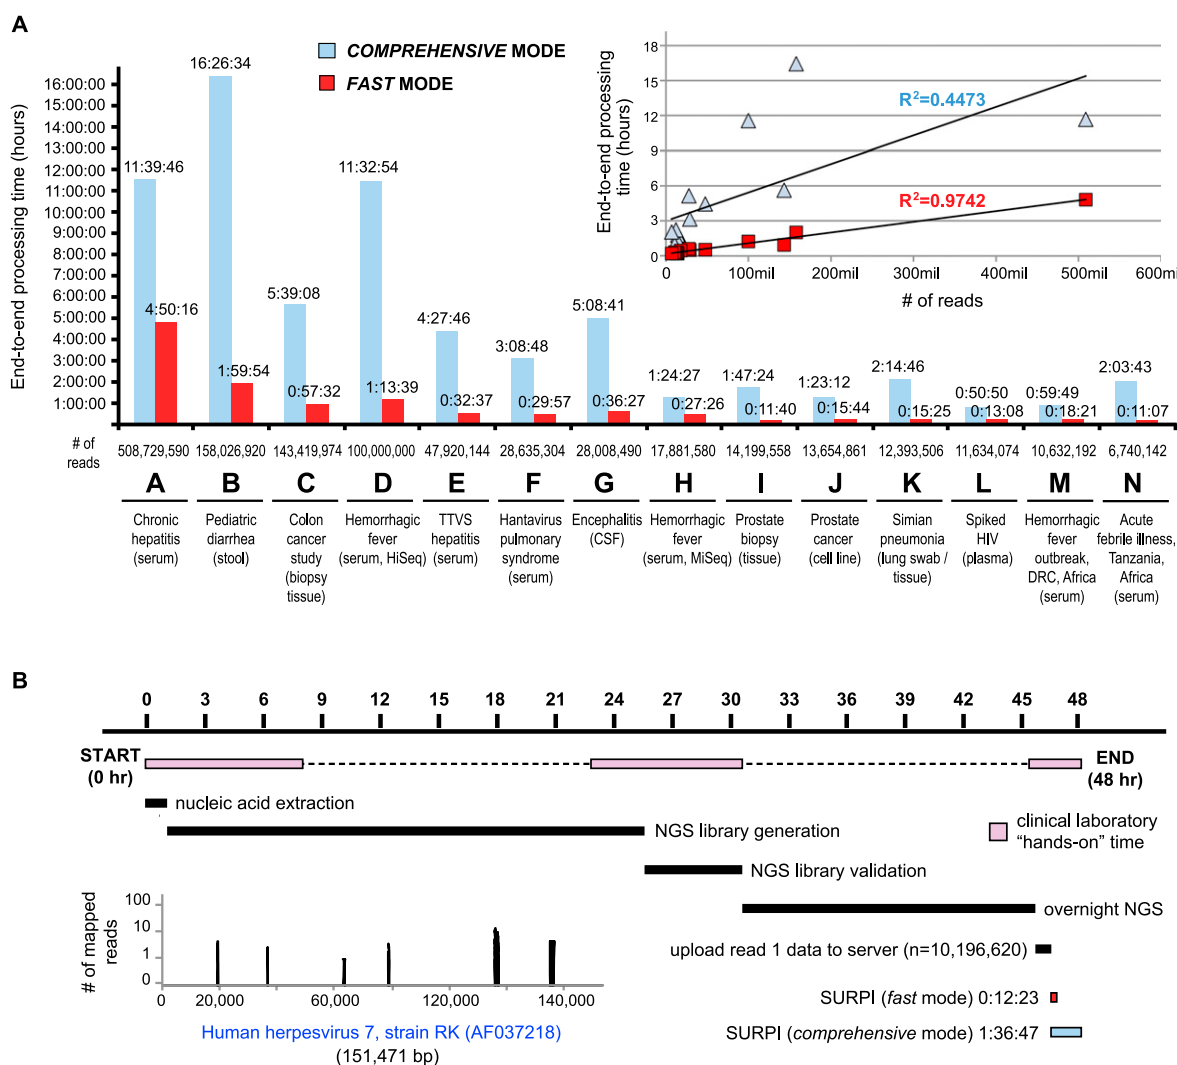 A
COMPREHENSIVE MODE
FAST MODE
End-to-end processing time (hours)
16:00:00
15:00:00
14:00:00
13:00:00
12:00:00
11:00:00
10:00:00
9:00:00
8:00:00
7:00:00
6:00:00
5:00:00
4:00:00
3:00:00
2:00:00
1:00:00
11:39:46
4:50:16
16:26:34
1:59:54
5:39:08
0:57:32
11:32:54
1:13:39
4:27:46
0:32:37
3:08:48
0:29:57
5:08:41
0:36:27
1:24:27
0:27:26
1:47:24
0:11:40
1:23:12
0:15:44
2:14:46
0:15:25
0:50:50
0:13:08
0:59:49
0:18:21
2:03:43
0:11:07
End-to-end processing
time (hours)
18
15
12
9
6
3
0
R²=0.4473
R²=0.9742
0
100mil
200mil
300mil
400mil
500mil
600mi
# of reads
# of
reads
508,729,590
158,026,920
143,419,974
100,000,000
47,920,144
28,635,304
28,008,490
17,881,580
14,199,558
13,654,861
12,393,506
11,634,074
10,632,192
6,740,142
A
Chronic
hepatitis
(serum)
B
Pediatric
diarrhea
(stool)
C
Colon
cancer
study
(biopsy
tissue)
D
Hemorrhagic
fever
(serum, HiSeq)
E
TTVS
hepatitis
(serum)
F
Hantavirus
pulmonary
syndrome
(serum)
G
Encephalitis
(CSF)
H
Hemorrhagic
fever
(serum, MiSeq)
I
Prostate
biopsy
(tissue)
J
Prostate
cancer
(cell line)
K
Simian
pneumonia
(lung swab /
tissue)
L
Spiked
HIV
(plasma)
M
Hemorrhagic
fever
outbreak,
DRC, Africa
(serum)
N
Acute
febrile illness,
Tanzania,
Africa
(serum)
B
0 3 6 9 12 15 18 21 24 27 30 33 36 39 42 45 48
START
(0 hr)
END
(48 hr)
nucleic acid extraction
NGS library generation
clinical laboratory
"hands-on" time
NGS library validation
overnight NGS
upload read 1 data to server (n=10,196,620)
SURPI (fast mode) 0:12:23
SURPI (comprehensive mode) 1:36:47
# of mapped
reads
100
10
1
0
0
20,000
60,000
100,000
140,000
Human herpesvirus 7, strain RK (AF037218)
(151,471 bp)